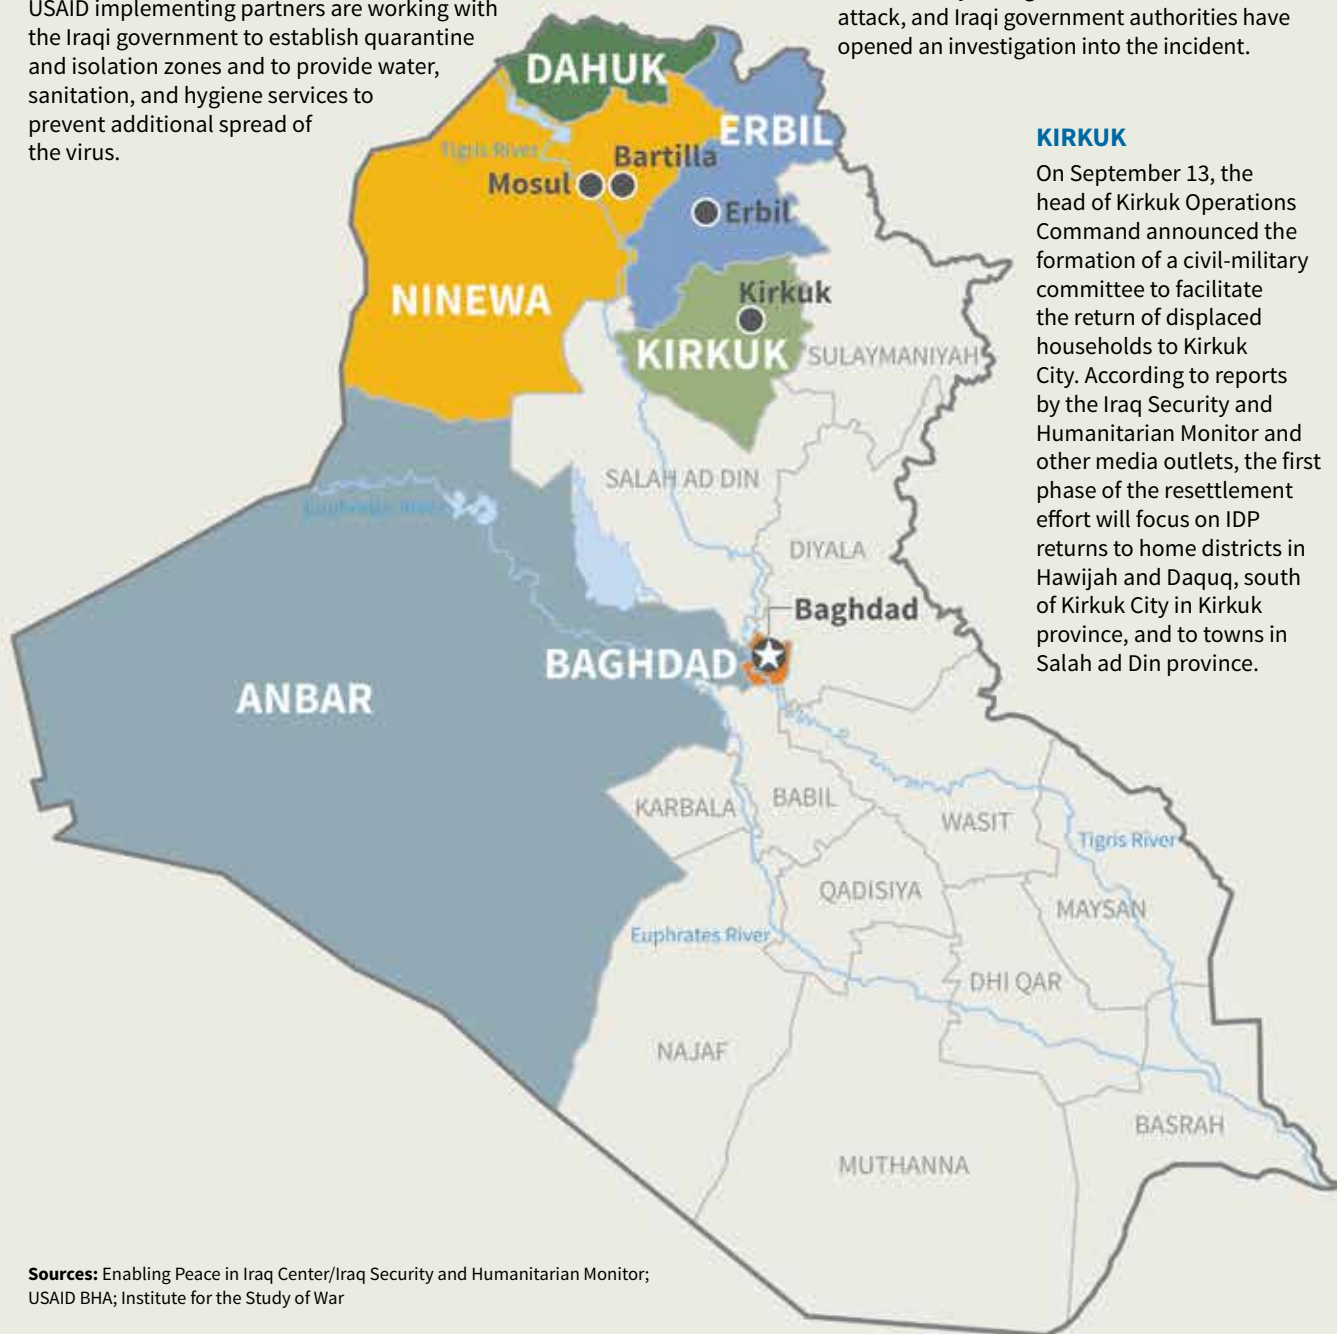 USAID implementing partners are working with
the Iraqi government to establish quarantine
and isolation zones and to provide water,
sanitation, and hygiene services to
prevent additional spread of
the virus.
attack, and Iraqi government authorities have
opened an investigation into the incident.
KIRKUK
On September 13, the
head of Kirkuk Operations
Command announced the
formation of a civil-military
committee to facilitate
the return of displaced
households to Kirkuk
City. According to reports
by the Iraq Security and
Humanitarian Monitor and
other media outlets, the first
phase of the resettlement
effort will focus on IDP
returns to home districts in
Hawijah and Daquq, south
of Kirkuk City in Kirkuk
province, and to towns in
Salah ad Din province.
DAHUK
ERBIL
Tigris River
Bartilla
Mosul
Erbil
NINEWA
Kirkuk
KIRKUK
SULAYMANIYAH
SALAH AD DIN
Euphrates River
DIYALA
Baghdad
BAGHDAD
ANBAR
KARBALA
BABIL
WASIT
Tigris River
QADISIYA
MAYSAN
Euphrates River
DHI QAR
NAJAF
BASRAH
MUTHANNA
Sources: Enabling Peace in Iraq Center/Iraq Security and Humanitarian Monitor;
USAID BHA; Institute for the Study of War